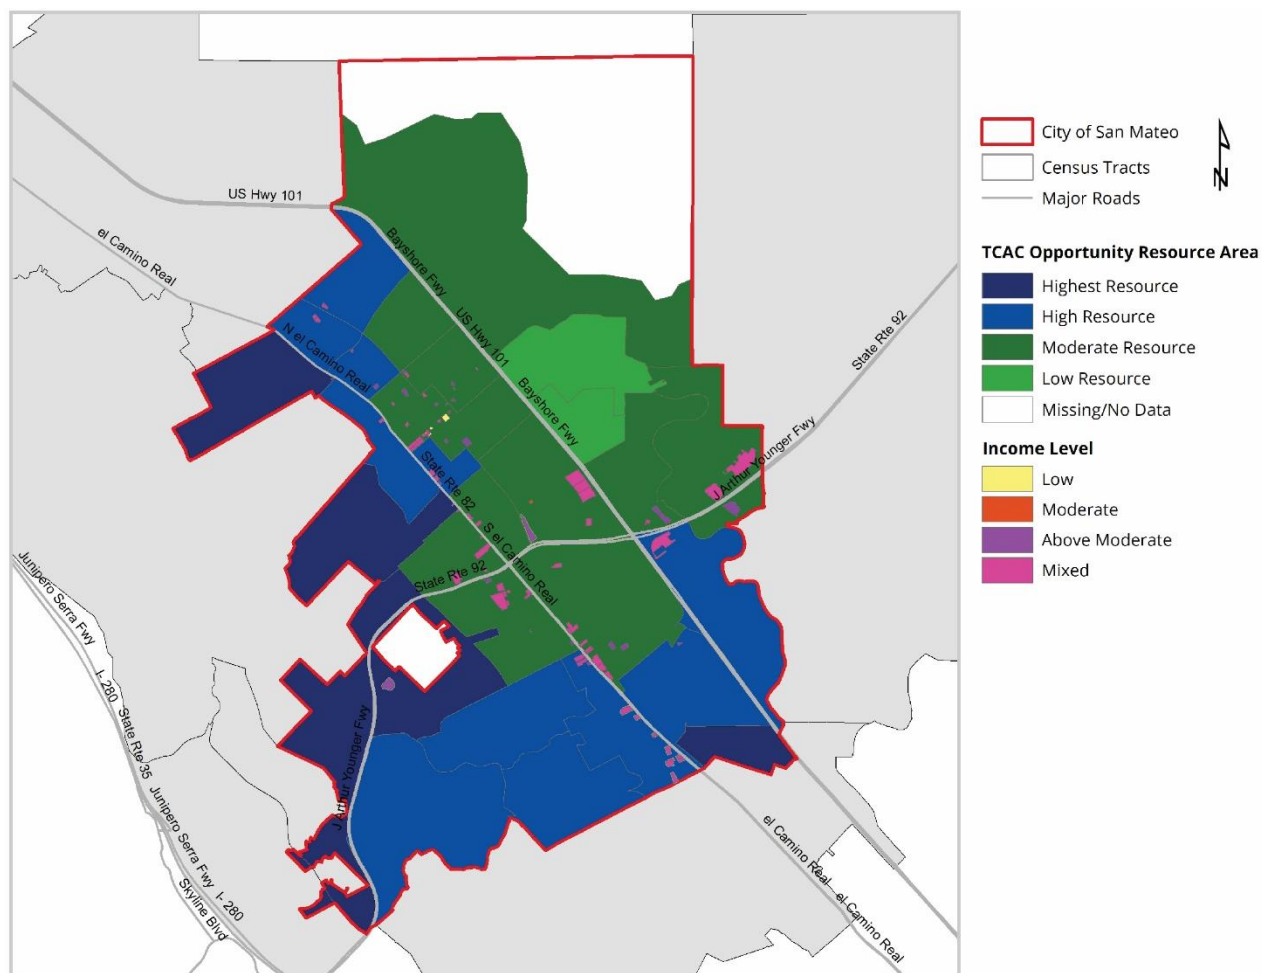 US Hwy 101
el Camino Real
Bayshore Fwy
US Hwy 101
N el Camino Real
Bayshore Fwy
State Rte 92
State Rte 82
J Arthur Younger Fwy
S el Camino Real
State Rte 92
Junipero Serra Fwy
I- 280
State Rte 35
J Arthur Younger Fwy
Junipero Serra Fwy
I- 280
Skyline Blvd
el Camino Real
el Camino Real
City of San Mateo
Census Tracts
Major Roads
N
TCAC Opportunity Resource Area
Highest Resource
High Resource
Moderate Resource
Low Resource
Missing/No Data
Income Level
Low
Moderate
Above Moderate
Mixed